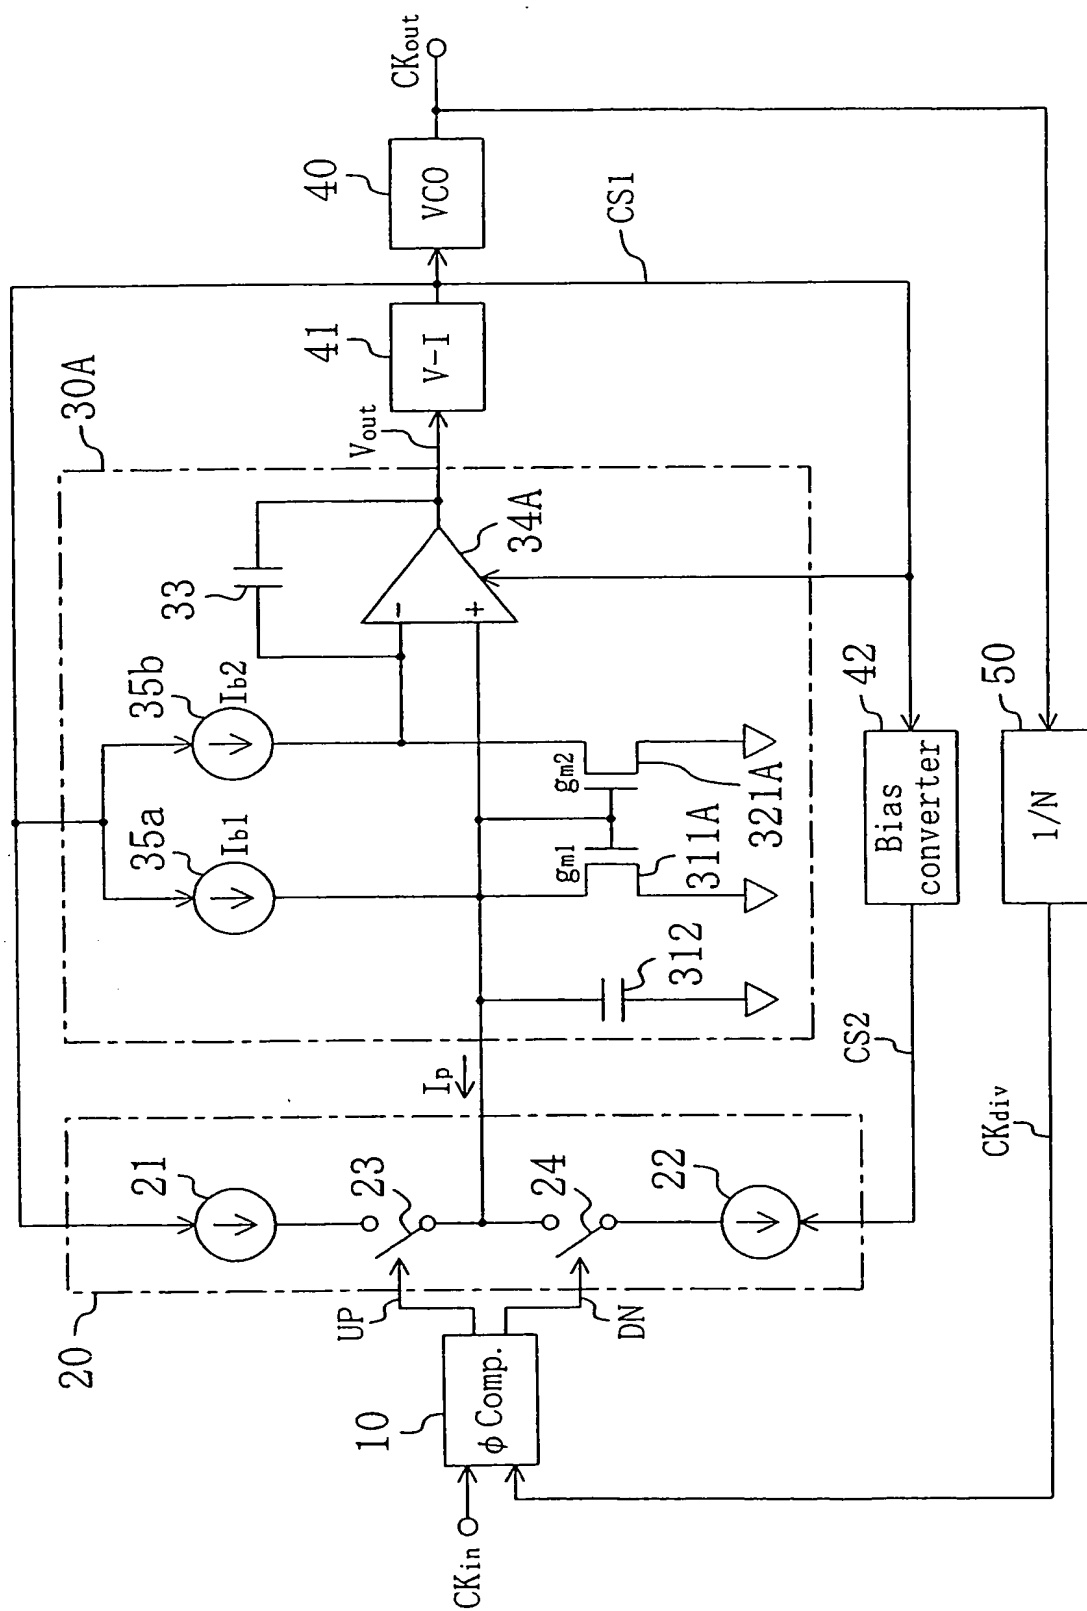 20
21
UP
23
10
φ Comp.
CKin
DN
24
22
Ip
30A
35a
Ib1
35b
Ib2
33
gm1
gm2
311A
321A
312
-
+
34A
Vout
41
V-I
40
VCO
CKout
CS1
42
Bias
converter
CS2
50
1/N
CKdiv